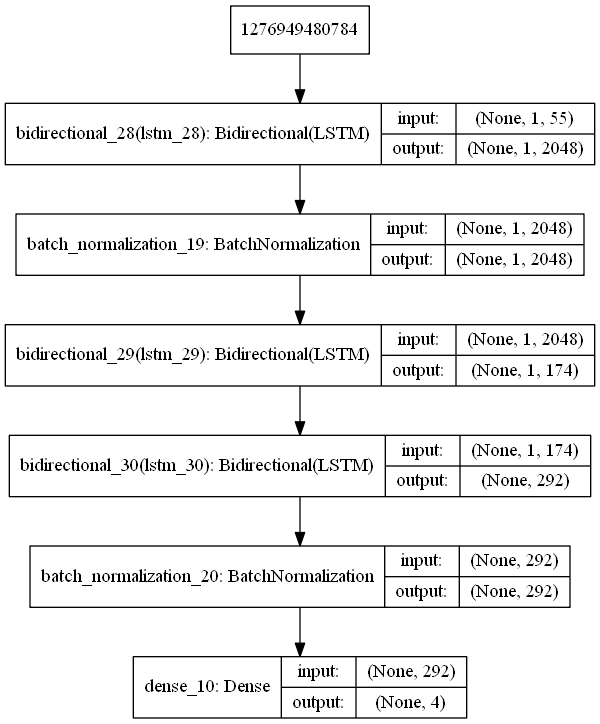 1276949480784
bidirectional_28(lstm_28): Bidirectional(LSTM)
input:
(None, 1, 55)
output:
(None, 1, 2048)
batch_normalization_19: BatchNormalization
input:
(None, 1, 2048)
output:
(None, 1, 2048)
bidirectional_29(lstm_29): Bidirectional(LSTM)
input:
(None, 1, 2048)
output:
(None, 1, 174)
bidirectional_30(lstm_30): Bidirectional(LSTM)
input:
(None, 1, 174)
output:
(None, 292)
batch_normalization_20: BatchNormalization
input:
(None, 292)
output:
(None, 292)
dense_10: Dense
input:
(None, 292)
output:
(None, 4)